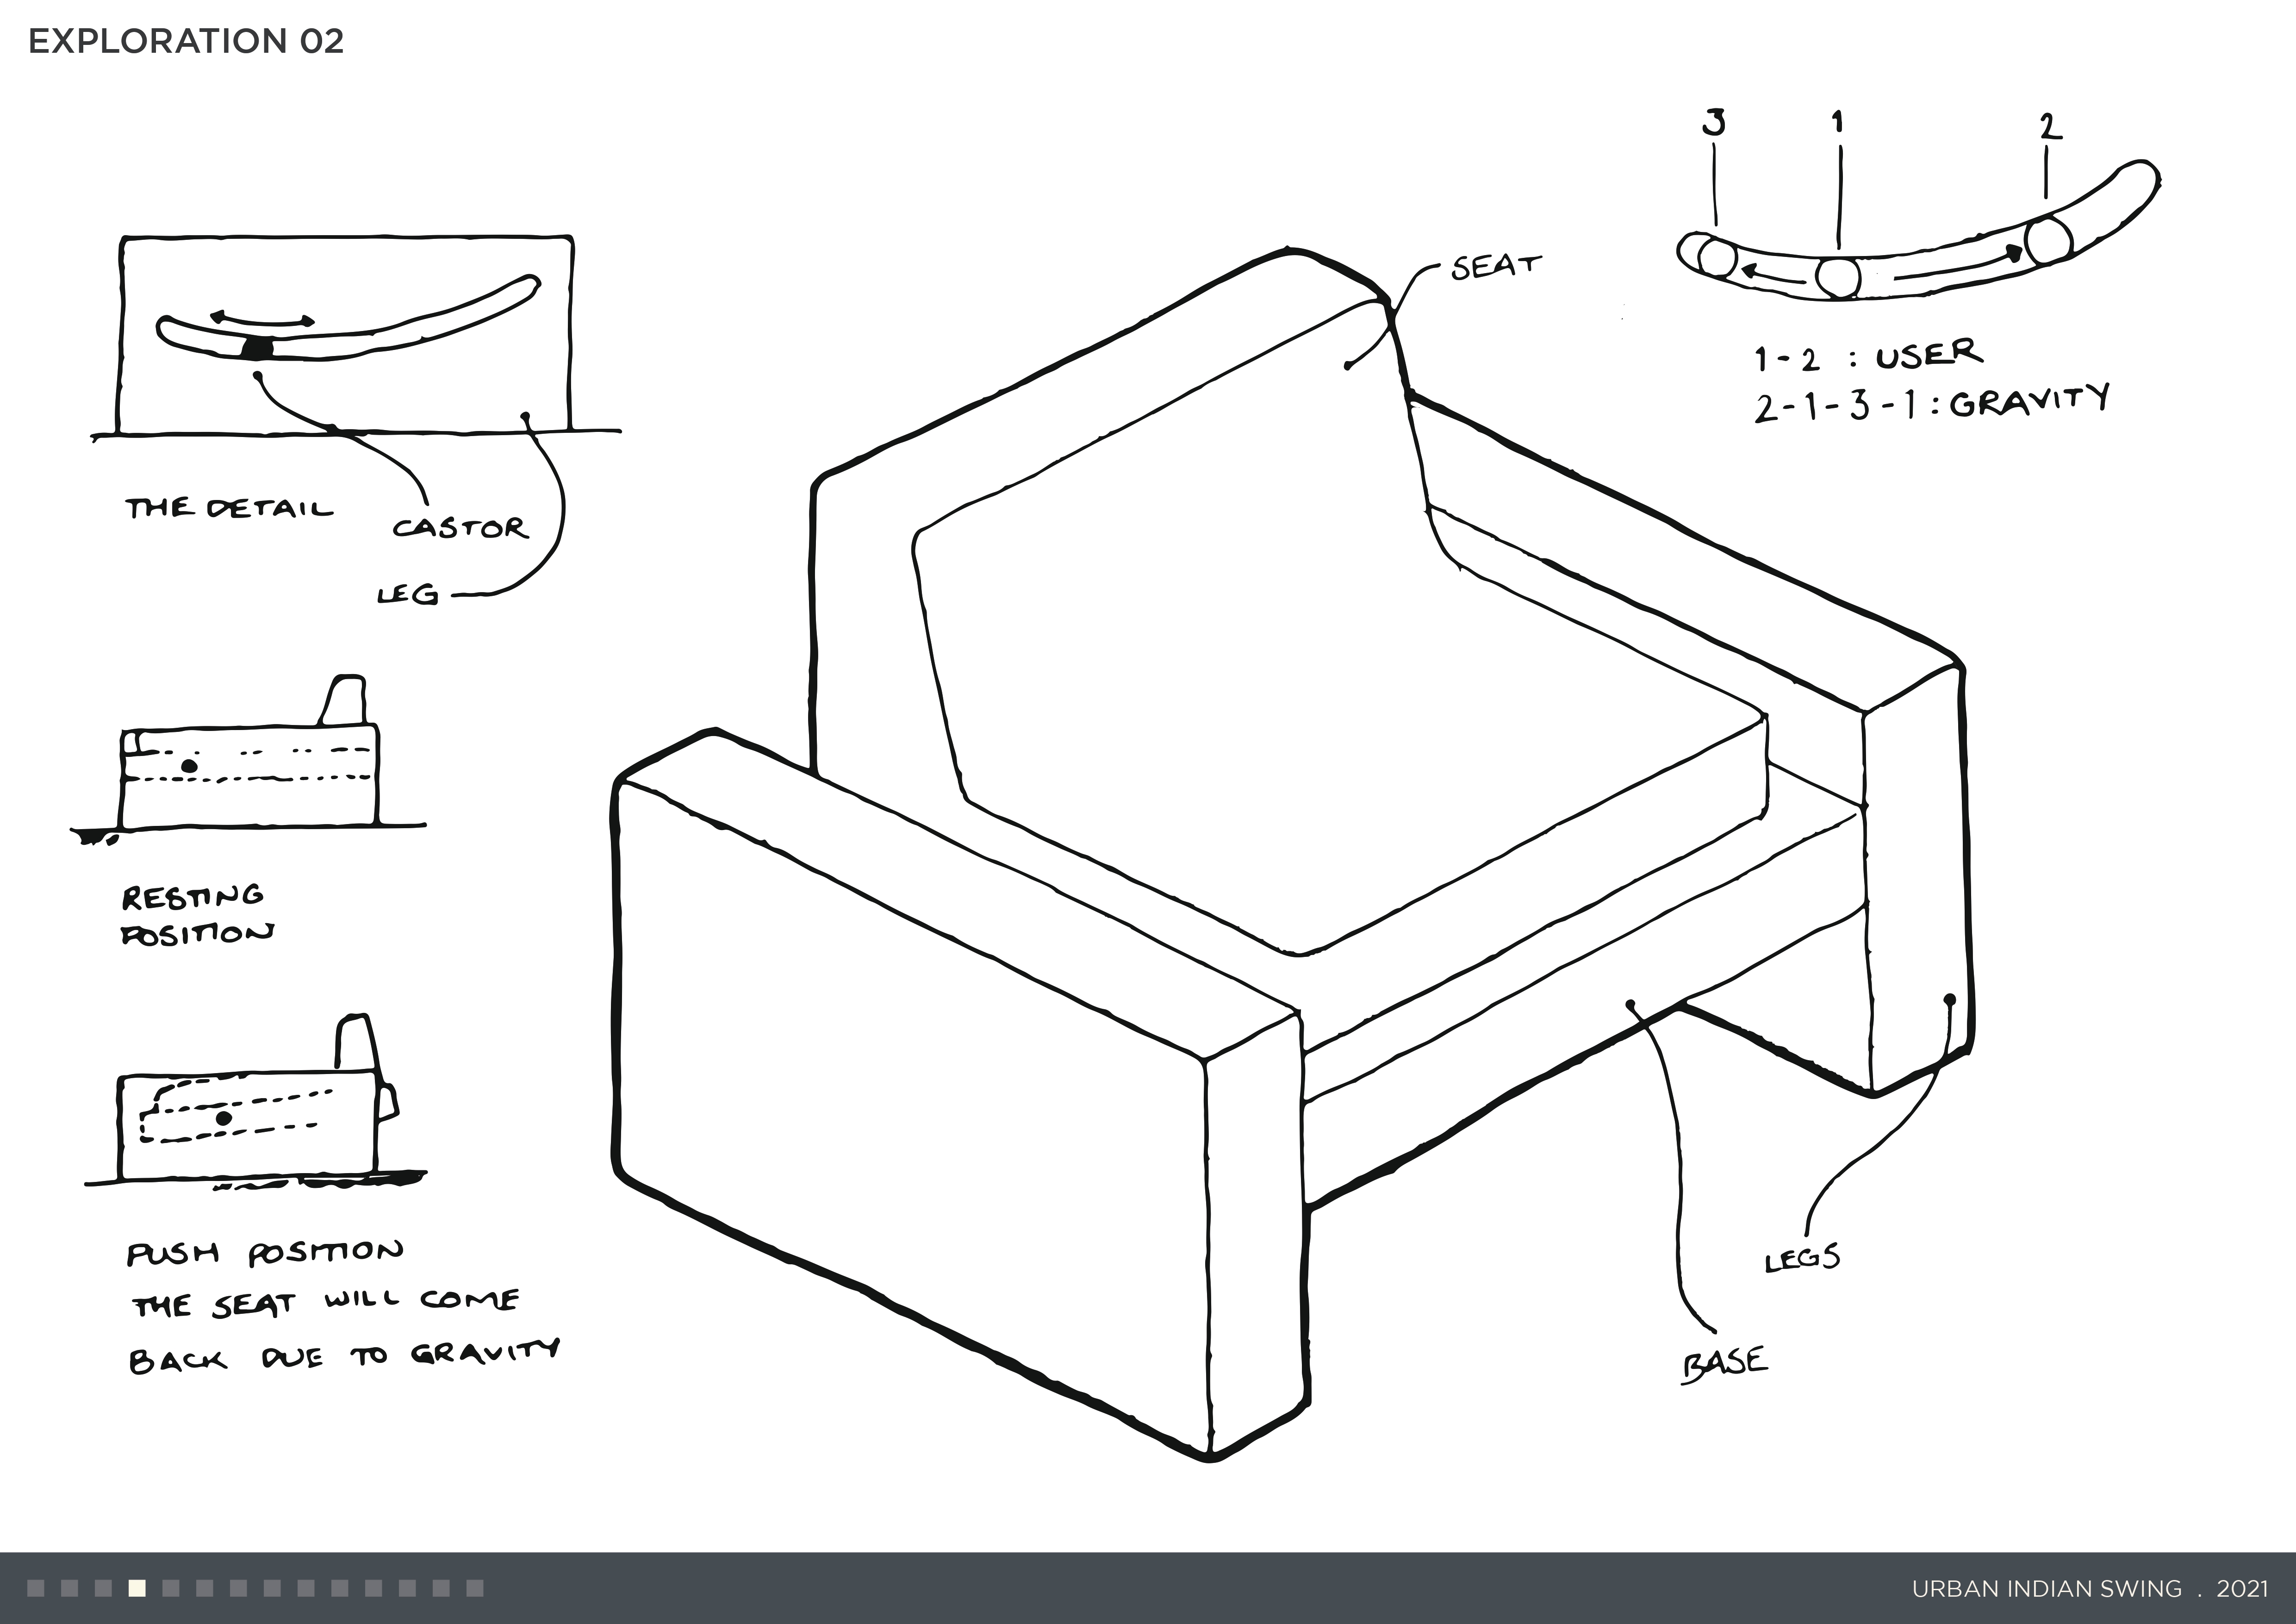 EXPLORATION 02
3 1 2
1-2 : USER
2-1-3-1 : GRAVITY
SEAT
THE DETAIL
CASTOR
LEG
RESTING
POSITION
PUSH POSITION
THE SEAT WILL COME
BACK DUE TO GRAVITY
LEGS
BASE
URBAN INDIAN SWING . 2021